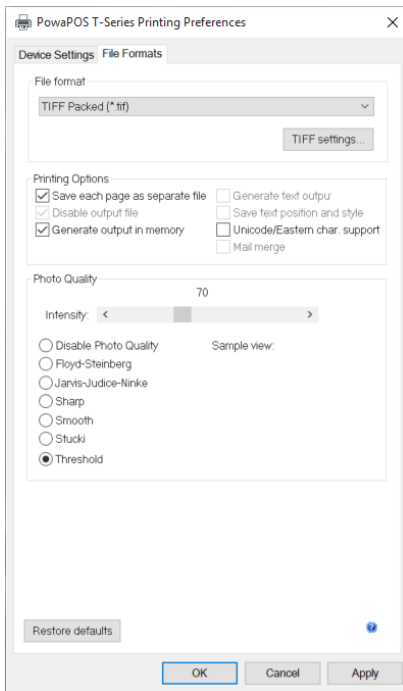 PowaPOS T-Series Printing Preferences
Device Settings File Formats
File format
TIFF Packed (*.tif)
TIFF settings...
Printing Options
Save each page as separate file Generate text output
Disable output file Save text position and style
Generate output in memory Unicode/Eastern char. support
Mail merge
Photo Quality
70
Intensity:
Disable Photo Quality Sample view:
Floyd-Steinberg
Jarvis-Judice-Ninke
Sharp
Smooth
Stucki
Threshold
Restore defaults
OK Cancel Apply